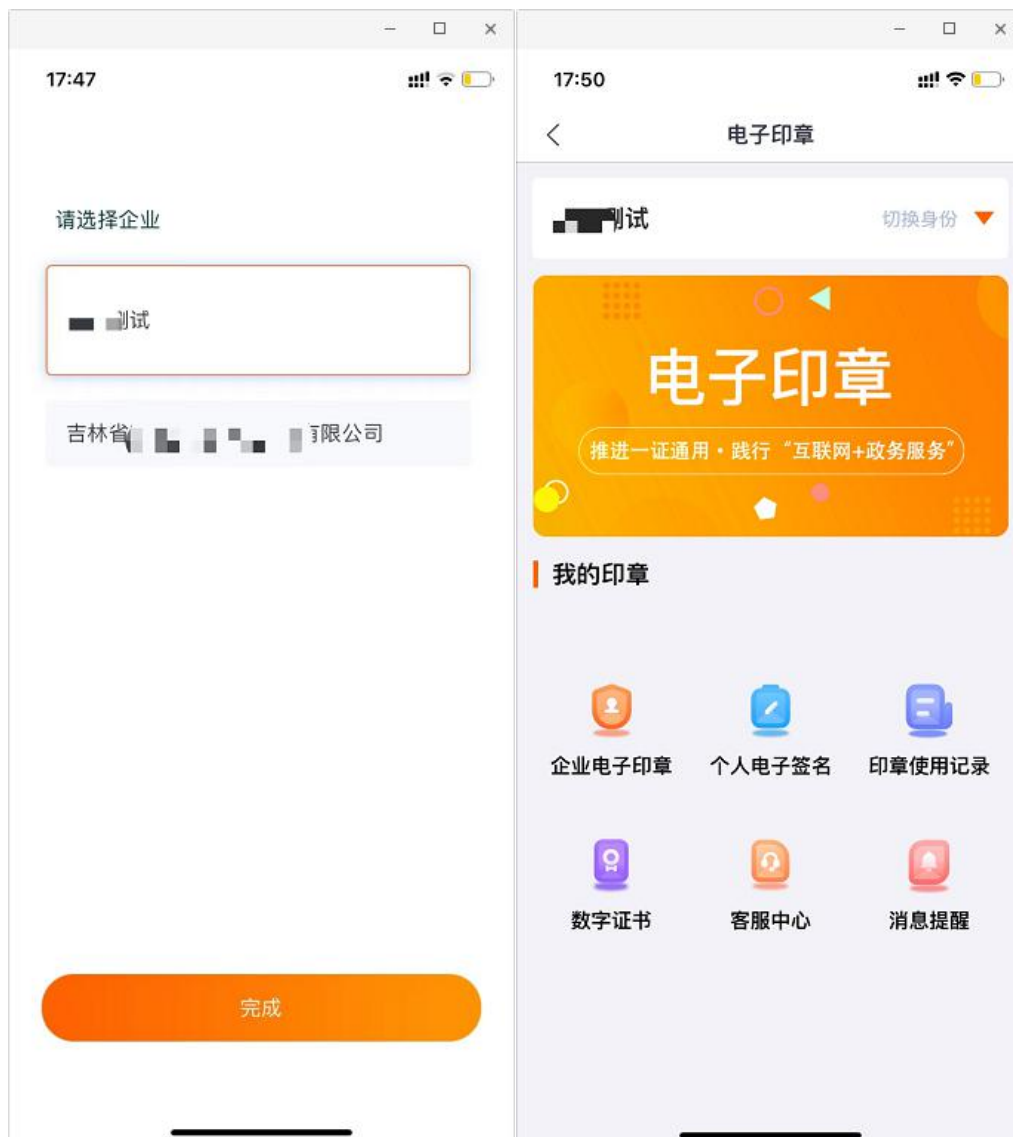 17:47
请选择企业
测试
吉林省
有限公司
完成
17:50
电子印章
测试
切换身份
电子印章
推进一证通用·践行“互联网+政务服务”
我的印章
企业电子印章
个人电子签名
印章使用记录
数字证书
客服中心
消息提醒